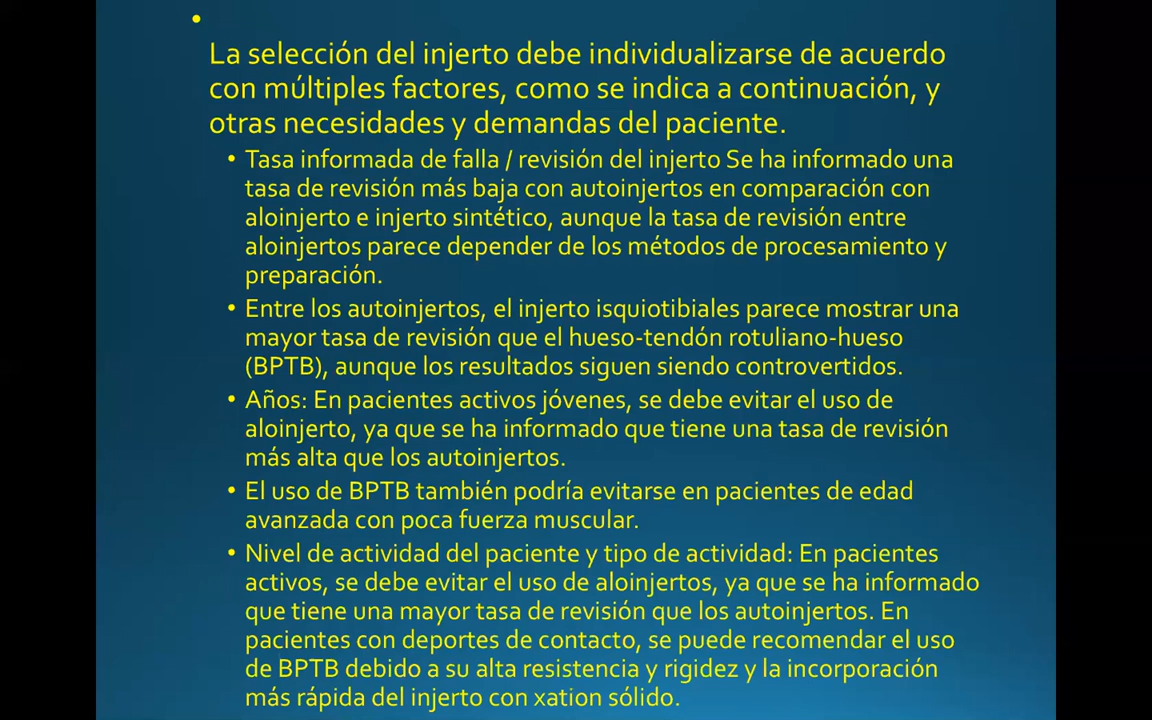 La selección del injerto debe individualizarse de acuerdo
con múltiples factores, como se indica a continuación, y
otras necesidades y demandas del paciente.
• Tasa informada de falla / revisión del injerto Se ha informado una
tasa de revisión más baja con autoinjertos en comparación con
aloinjerto e injerto sintético, aunque la tasa de revisión entre
aloinjertos parece depender de los métodos de procesamiento y
preparación.
• Entre los autoinjertos, el injerto isquiotibiales parece mostrar una
mayor tasa de revisión que el hueso-tendón rotuliano-hueso
(BPTB), aunque los resultados siguen siendo controvertidos.
• Años: En pacientes activos jóvenes, se debe evitar el uso de
aloinjerto, ya que se ha informado que tiene una tasa de revisión
más alta que los autoinjertos.
• El uso de BPTB también podría evitarse en pacientes de edad
avanzada con poca fuerza muscular.
• Nivel de actividad del paciente y tipo de actividad: En pacientes
activos, se debe evitar el uso de aloinjertos, ya que se ha informado
que tiene una mayor tasa de revisión que los autoinjertos. En
pacientes con deportes de contacto, se puede recomendar el uso
de BPTB debido a su alta resistencia y rigidez y la incorporación
más rápida del injerto con xation sólido.